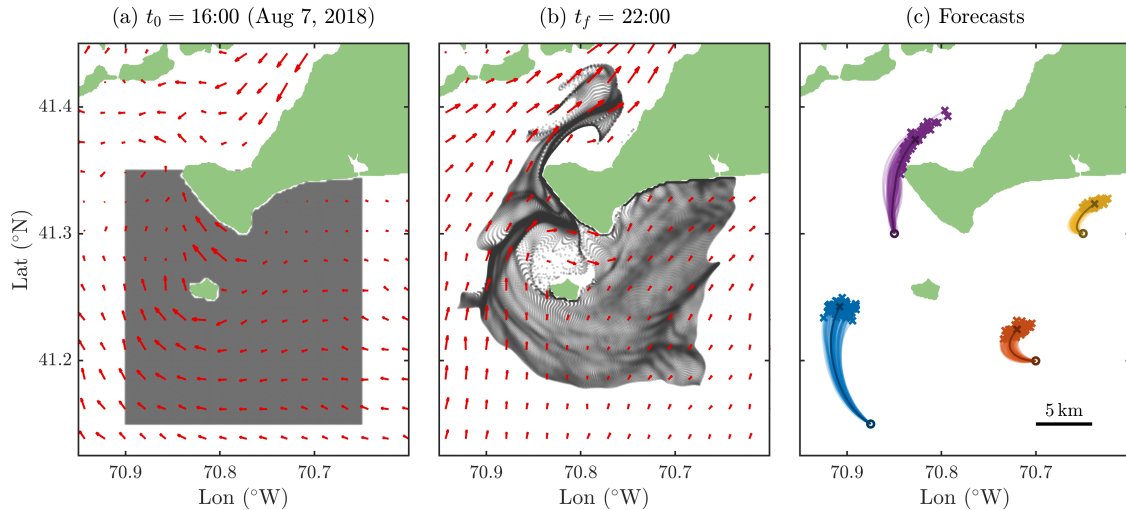 (a) t₀ = 16:00 (Aug 7, 2018)
(b) t_f = 22:00
(c) Forecasts
41.4
41.3
41.2
Lat (°N)
5 km
70.9 70.8 70.7
70.9 70.8 70.7
70.9 70.8 70.7
Lon (°W)
Lon (°W)
Lon (°W)